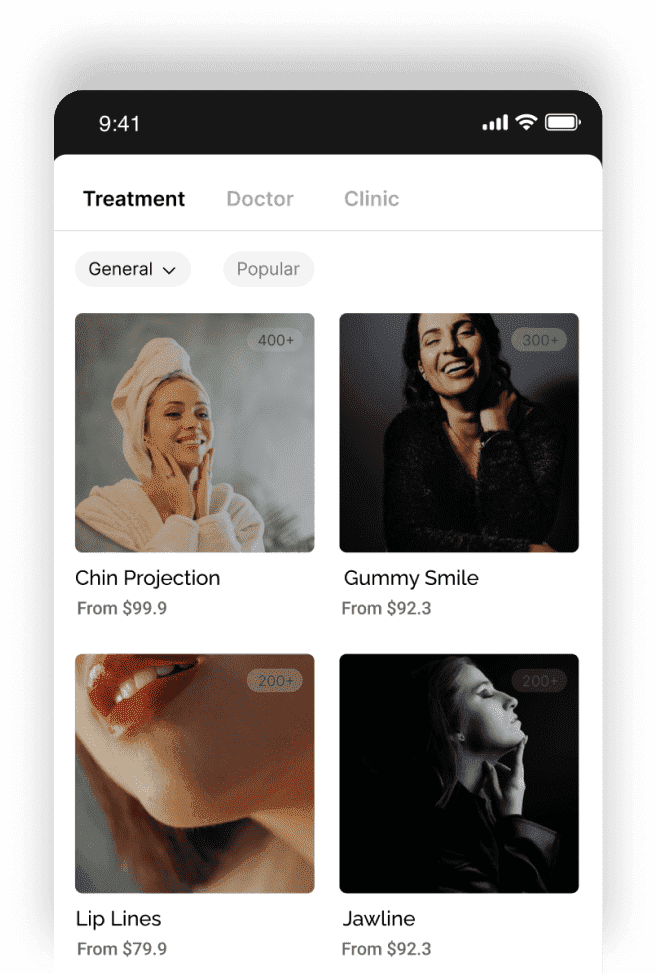 9:41
Treatment Doctor Clinic
General Popular
400+ 300+
Chin Projection Gummy Smile
From $99.9 From $92.3
200+ 200+
Lip Lines Jawline
From $79.9 From $92.3